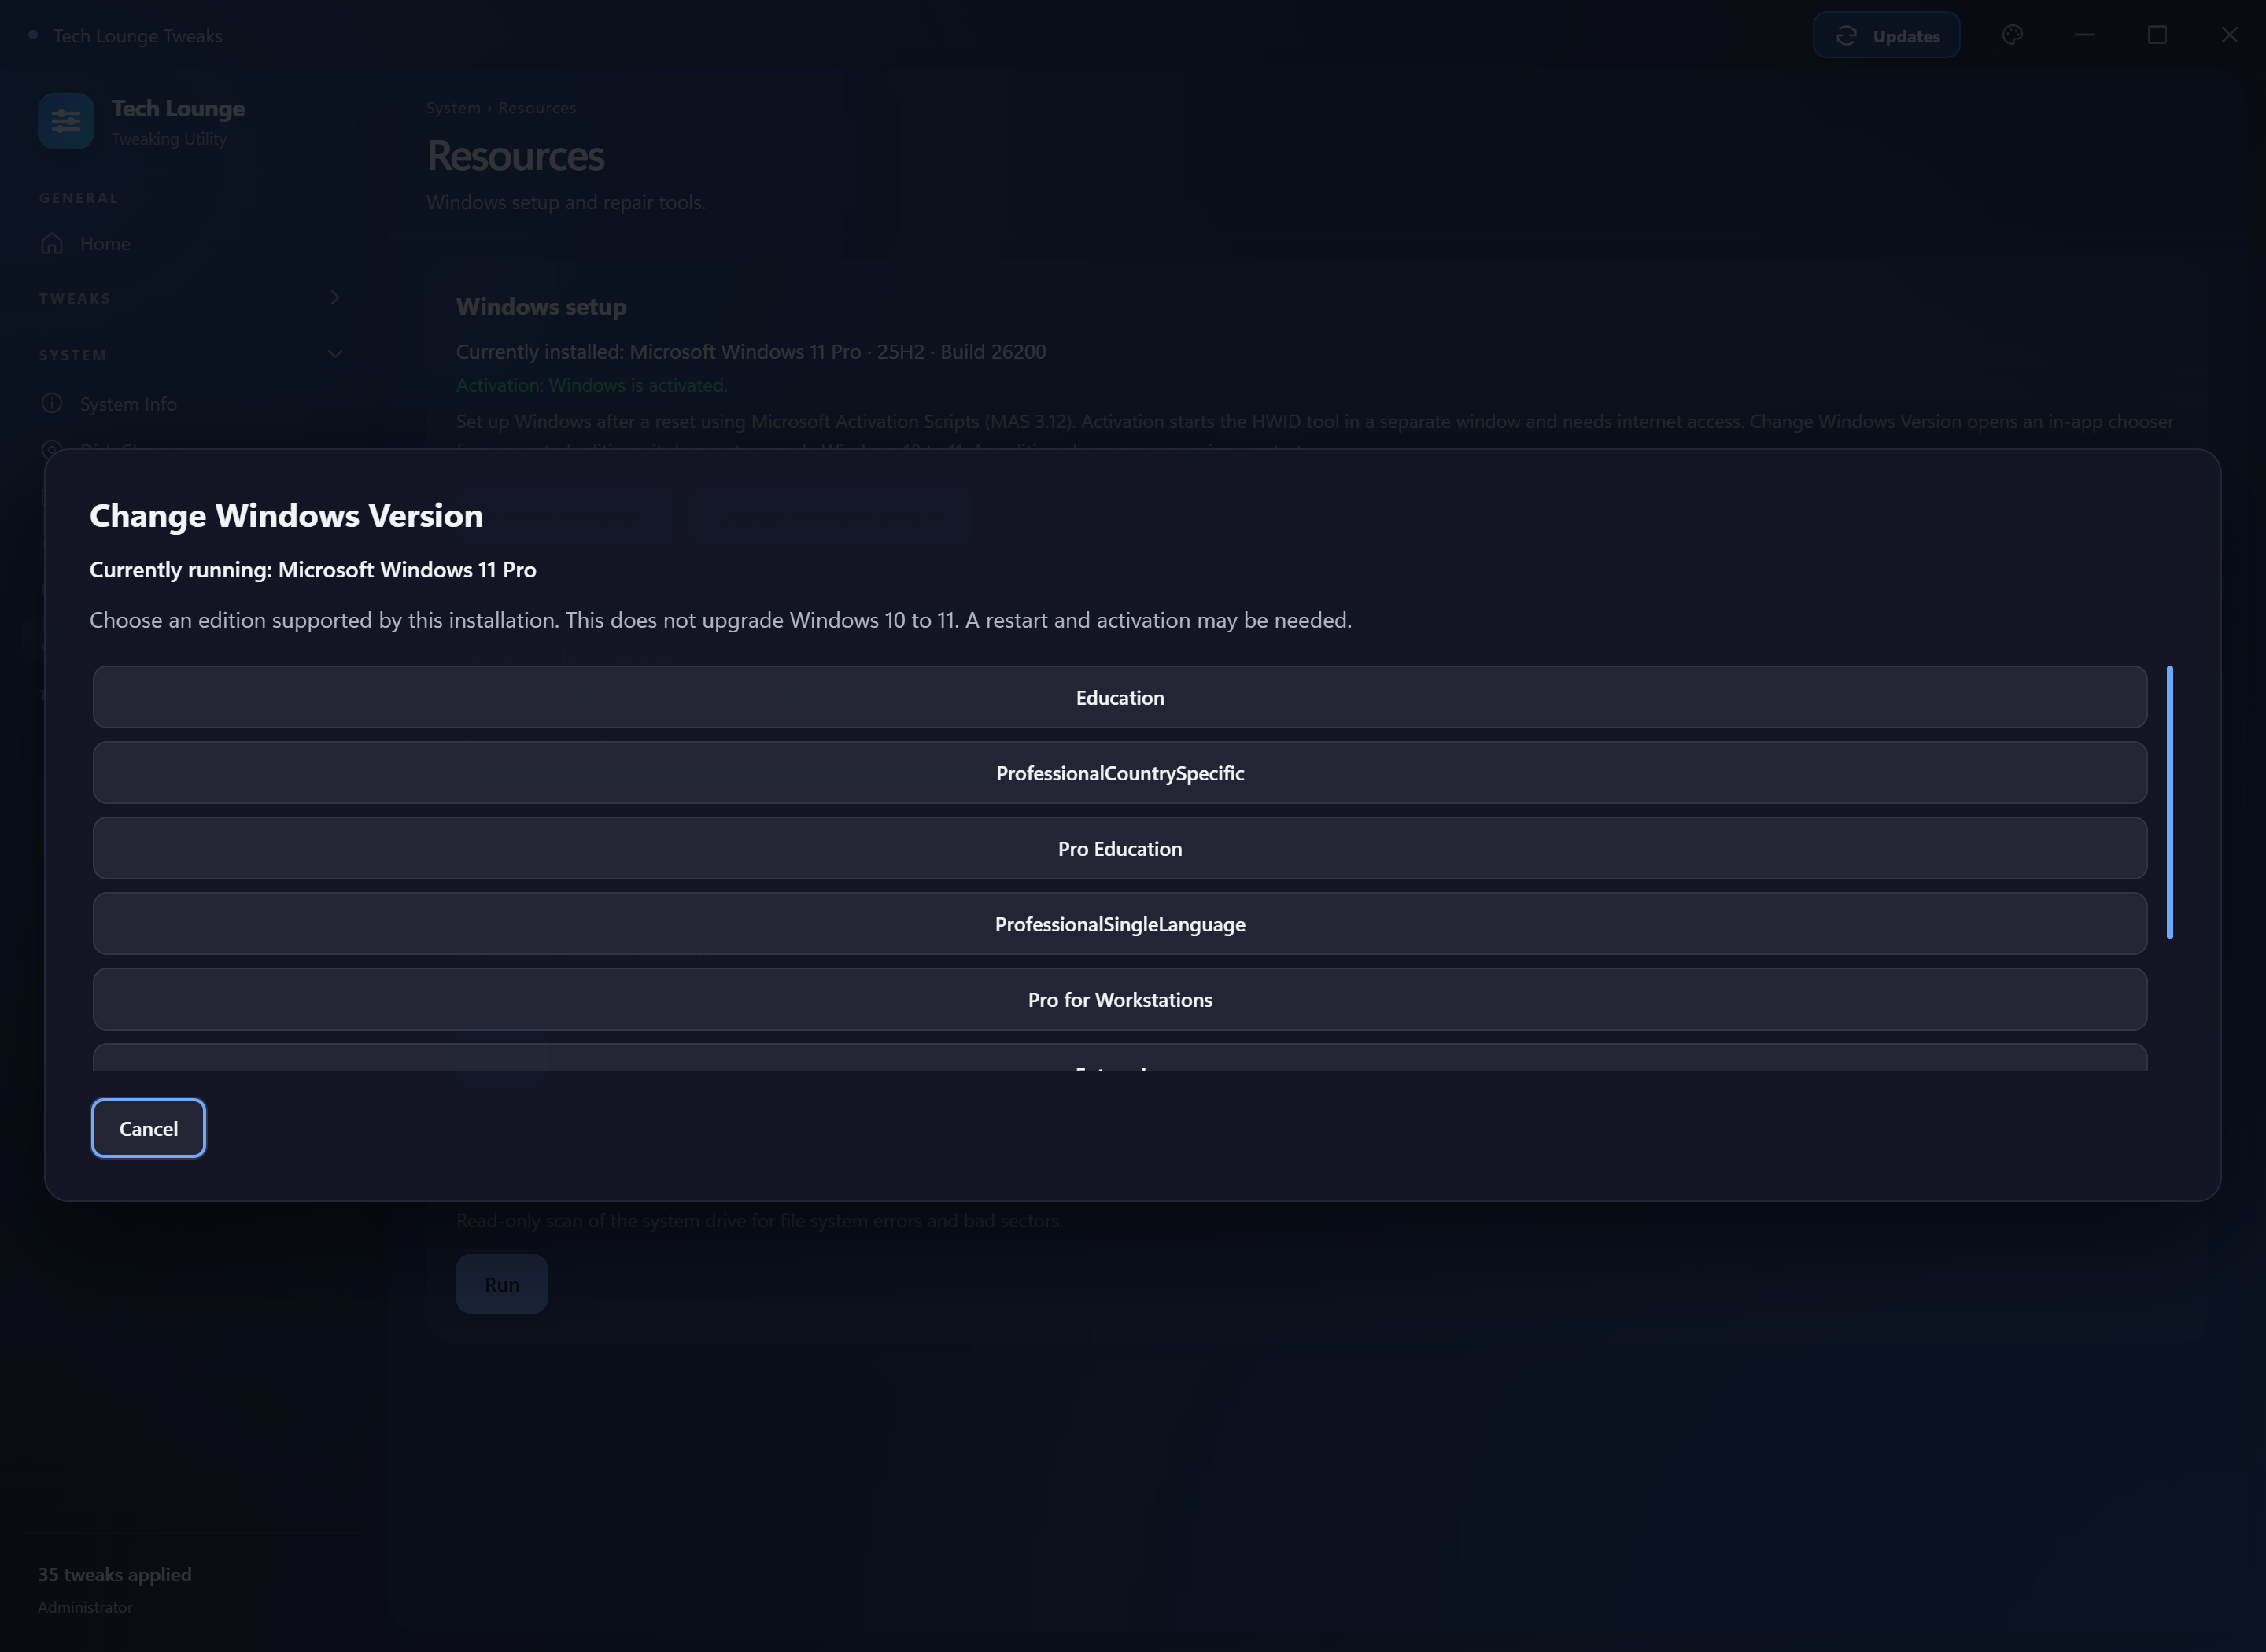 Tech Lounge Tweaks
Updates
Tech Lounge
Tweaking Utility
GENERAL
Home
TWEAKS
SYSTEM
System Info
System › Resources
Resources
Windows setup and repair tools.
Windows setup
Currently installed: Microsoft Windows 11 Pro · 25H2 · Build 26200
Activation: Windows is activated.
Set up Windows after a reset using Microsoft Activation Scripts (MAS 3.12). Activation starts the HWID tool in a separate window and needs internet access. Change Windows Version opens an in-app chooser
Change Windows Version
Currently running: Microsoft Windows 11 Pro
Choose an edition supported by this installation. This does not upgrade Windows 10 to 11. A restart and activation may be needed.
Education
ProfessionalCountrySpecific
Pro Education
ProfessionalSingleLanguage
Pro for Workstations
Cancel
Read-only scan of the system drive for file system errors and bad sectors.
Run
35 tweaks applied
Administrator